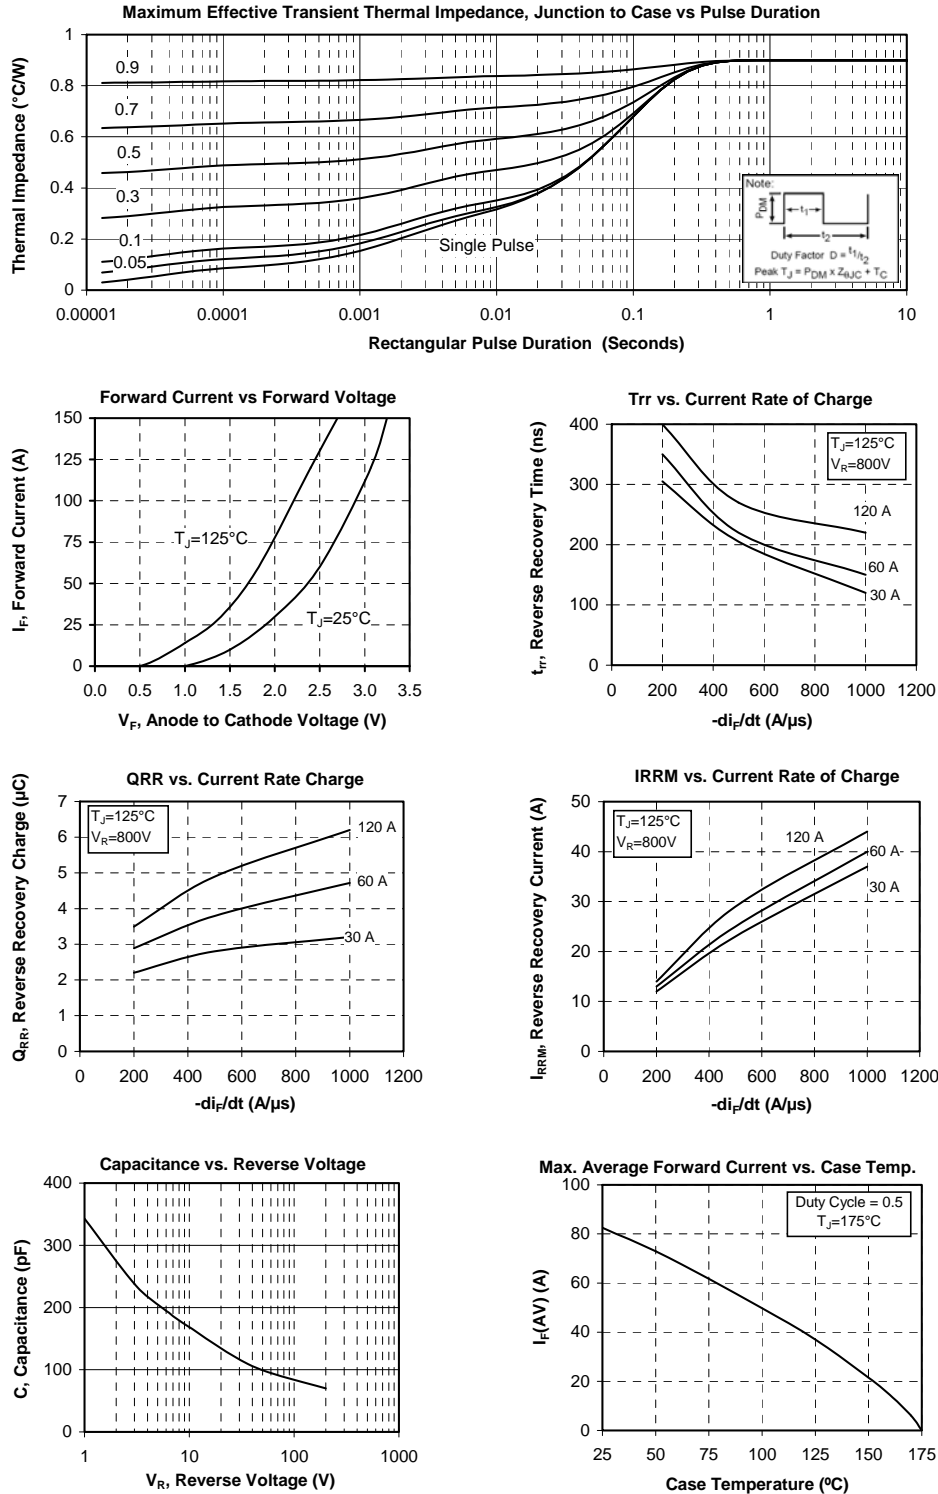 Maximum Effective Transient Thermal Impedance, Junction to Case vs Pulse Duration
Thermal Impedance (°C/W)
1
0.8
0.6
0.4
0.2
0
0.9
0.7
0.5
0.3
0.1
0.05
Single Pulse
Note:
PDM
t1
t2
Duty Factor D = t1/t2
Peak TJ = PDM x ZθJC + TC
0.00001 0.0001 0.001 0.01 0.1 1 10
Rectangular Pulse Duration (Seconds)
Forward Current vs Forward Voltage
IF, Forward Current (A)
150
125
100
75
50
25
0
TJ=125°C
TJ=25°C
0.0 0.5 1.0 1.5 2.0 2.5 3.0 3.5
VF, Anode to Cathode Voltage (V)
Trr vs. Current Rate of Charge
trr, Reverse Recovery Time (ns)
400
300
200
100
0
TJ=125°C
VR=800V
120 A
60 A
30 A
0 200 400 600 800 1000 1200
-diF/dt (A/µs)
QRR vs. Current Rate Charge
QRR, Reverse Recovery Charge (µC)
7
6
5
4
3
2
1
0
TJ=125°C
VR=800V
120 A
60 A
30 A
0 200 400 600 800 1000 1200
-diF/dt (A/µs)
IRRM vs. Current Rate of Charge
IRRM, Reverse Recovery Current (A)
50
40
30
20
10
0
TJ=125°C
VR=800V
120 A
60 A
30 A
0 200 400 600 800 1000 1200
-diF/dt (A/µs)
Capacitance vs. Reverse Voltage
C, Capacitance (pF)
400
300
200
100
0
1 10 100 1000
VR, Reverse Voltage (V)
Max. Average Forward Current vs. Case Temp.
IF(AV) (A)
100
80
60
40
20
0
Duty Cycle = 0.5
TJ=175°C
25 50 75 100 125 150 175
Case Temperature (ºC)